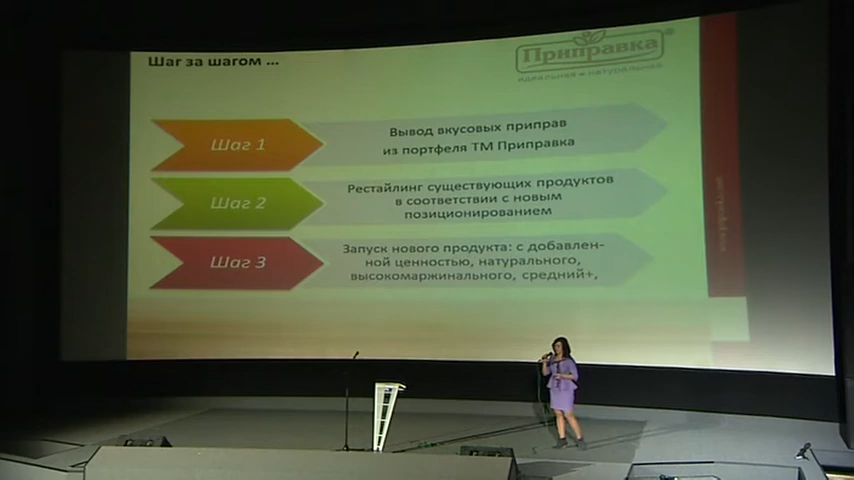 Шаг за шагом ...
Приправка®
идеальная натуральная
Шаг 1
Вывод вкусовых приправ
из портфеля ТМ Приправка
Шаг 2
Рестайлинг существующих продуктов
в соответствии с новым
позиционированием
Шаг 3
Запуск нового продукта: с добавлен-
ной ценностью, натурального,
высокомаржинального, средний+,